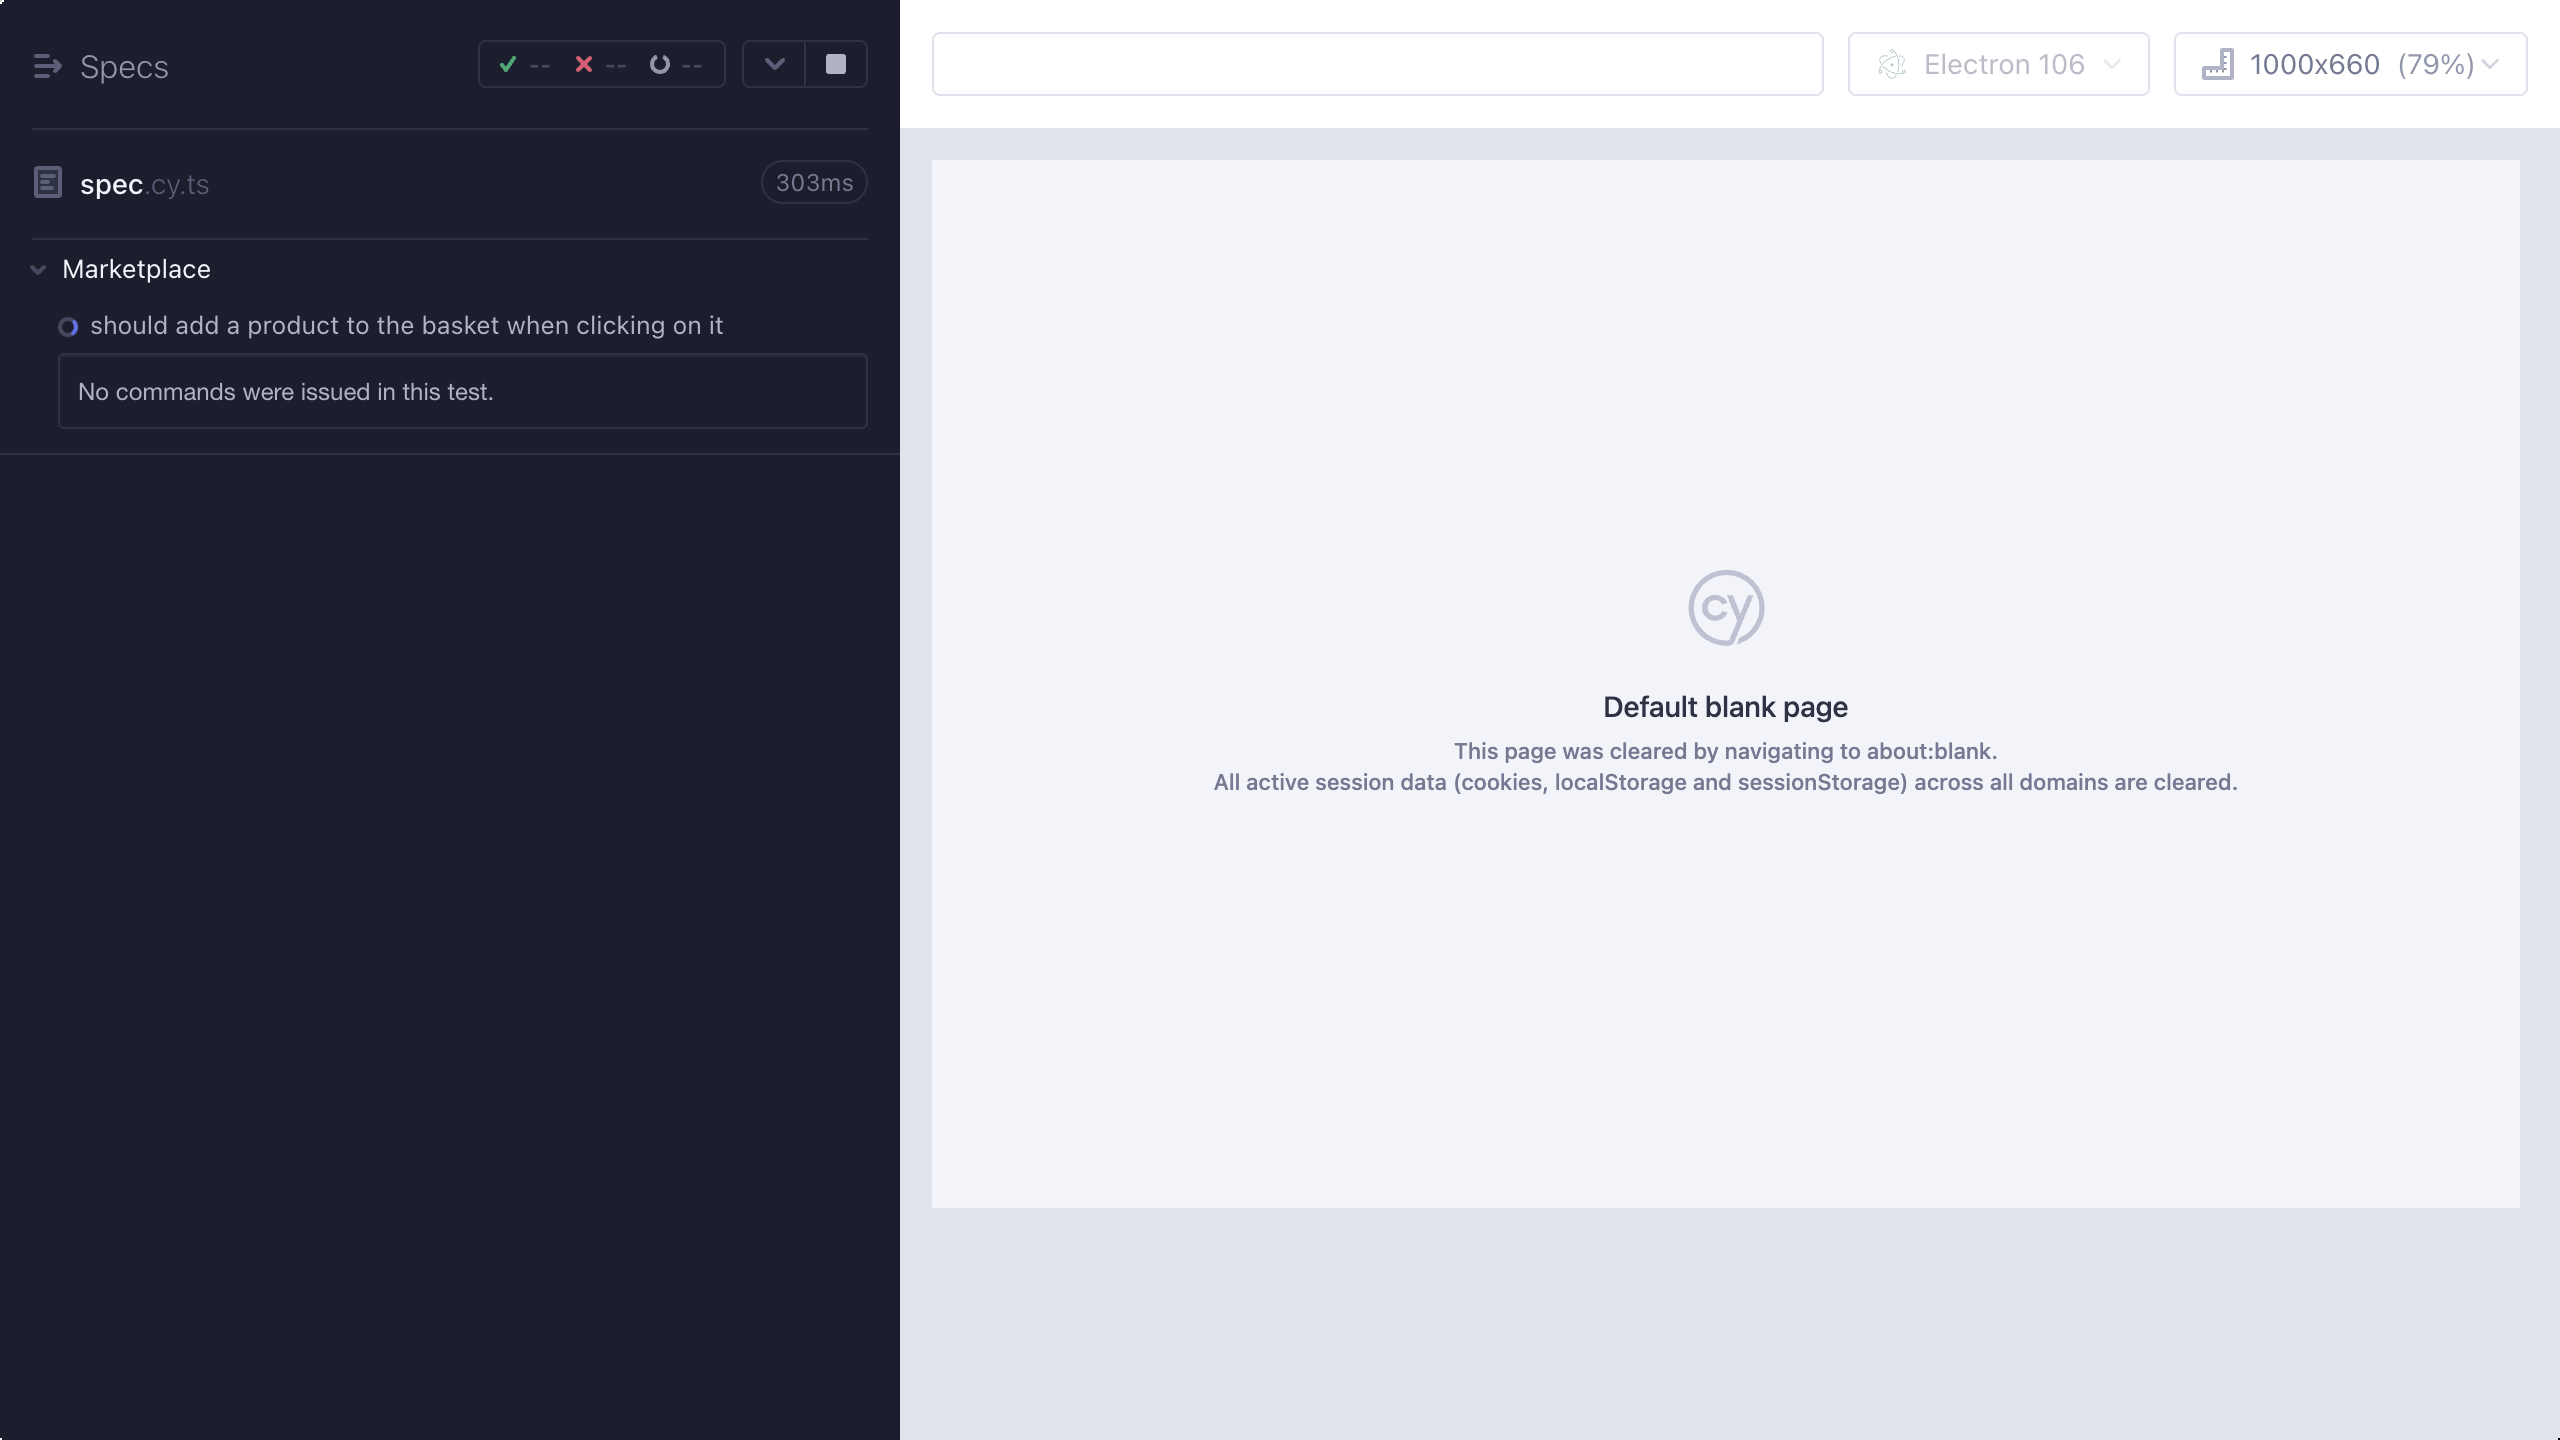 Specs
--
--
--
spec.cy.ts
303ms
Marketplace
should add a product to the basket when clicking on it
No commands were issued in this test.
Electron 106
1000x660 (79%)
cy
Default blank page
This page was cleared by navigating to about:blank.
All active session data (cookies, localStorage and sessionStorage) across all domains are cleared.